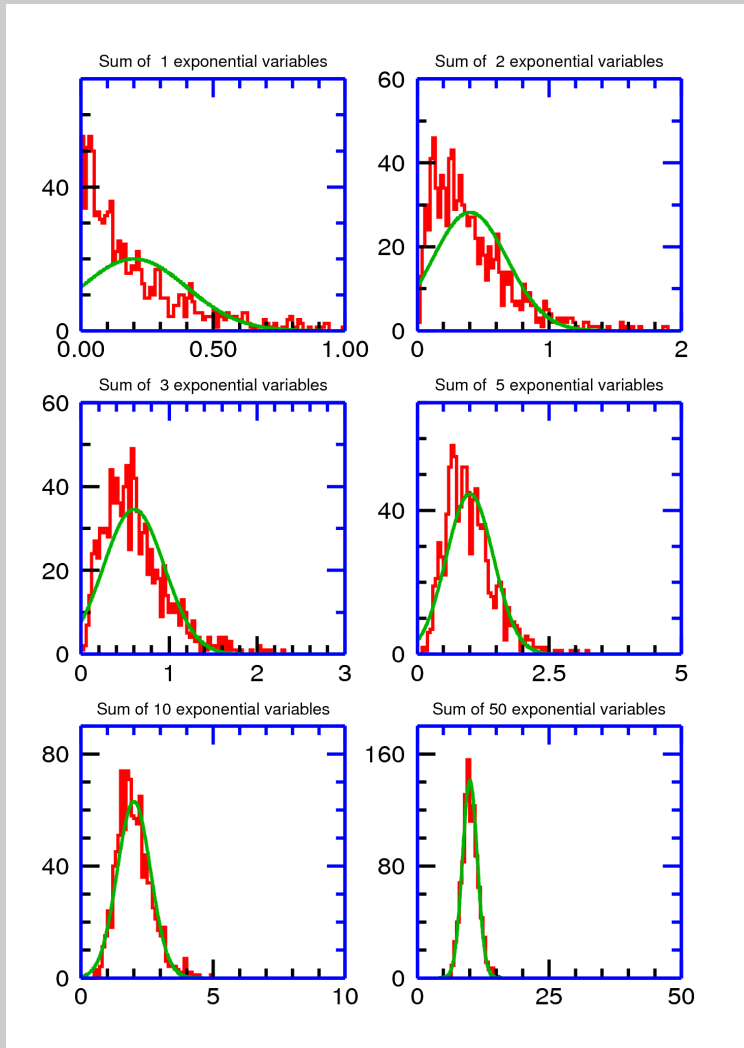 Sum of  1 exponential variables
40
0
0.00 0.50 1.00
Sum of  2 exponential variables
60
40
20
0
0 1 2
Sum of  3 exponential variables
60
40
20
0
0 1 2 3
Sum of  5 exponential variables
40
0
0 2.5 5
Sum of 10 exponential variables
80
40
0
0 5 10
Sum of 50 exponential variables
160
80
0
0 25 50